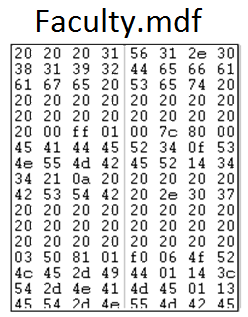 Faculty.mdf
20 20 20 31 56 31 2e 30
38 31 39 32 44 65 66 61
61 67 65 20 53 65 74 20
20 20 20 20 20 20 20 20
20 20 20 20 20 20 20 20
20 00 ff 01 00 7c 80 00
45 41 44 45 52 34 0f 53
4e 55 4d 42 45 52 14 34
34 21 0a 20 20 20 20 20
42 53 54 42 20 2e 30 37
20 20 20 20 20 20 20 20
20 20 20 20 20 20 20 20
20 20 20 20 20 20 20 20
03 50 81 01 f0 06 4f 52
4c 45 2d 49 44 01 14 3c
54 2d 4e 41 4d 45 01 13
45 54 2d 4e 55 4d 42 45